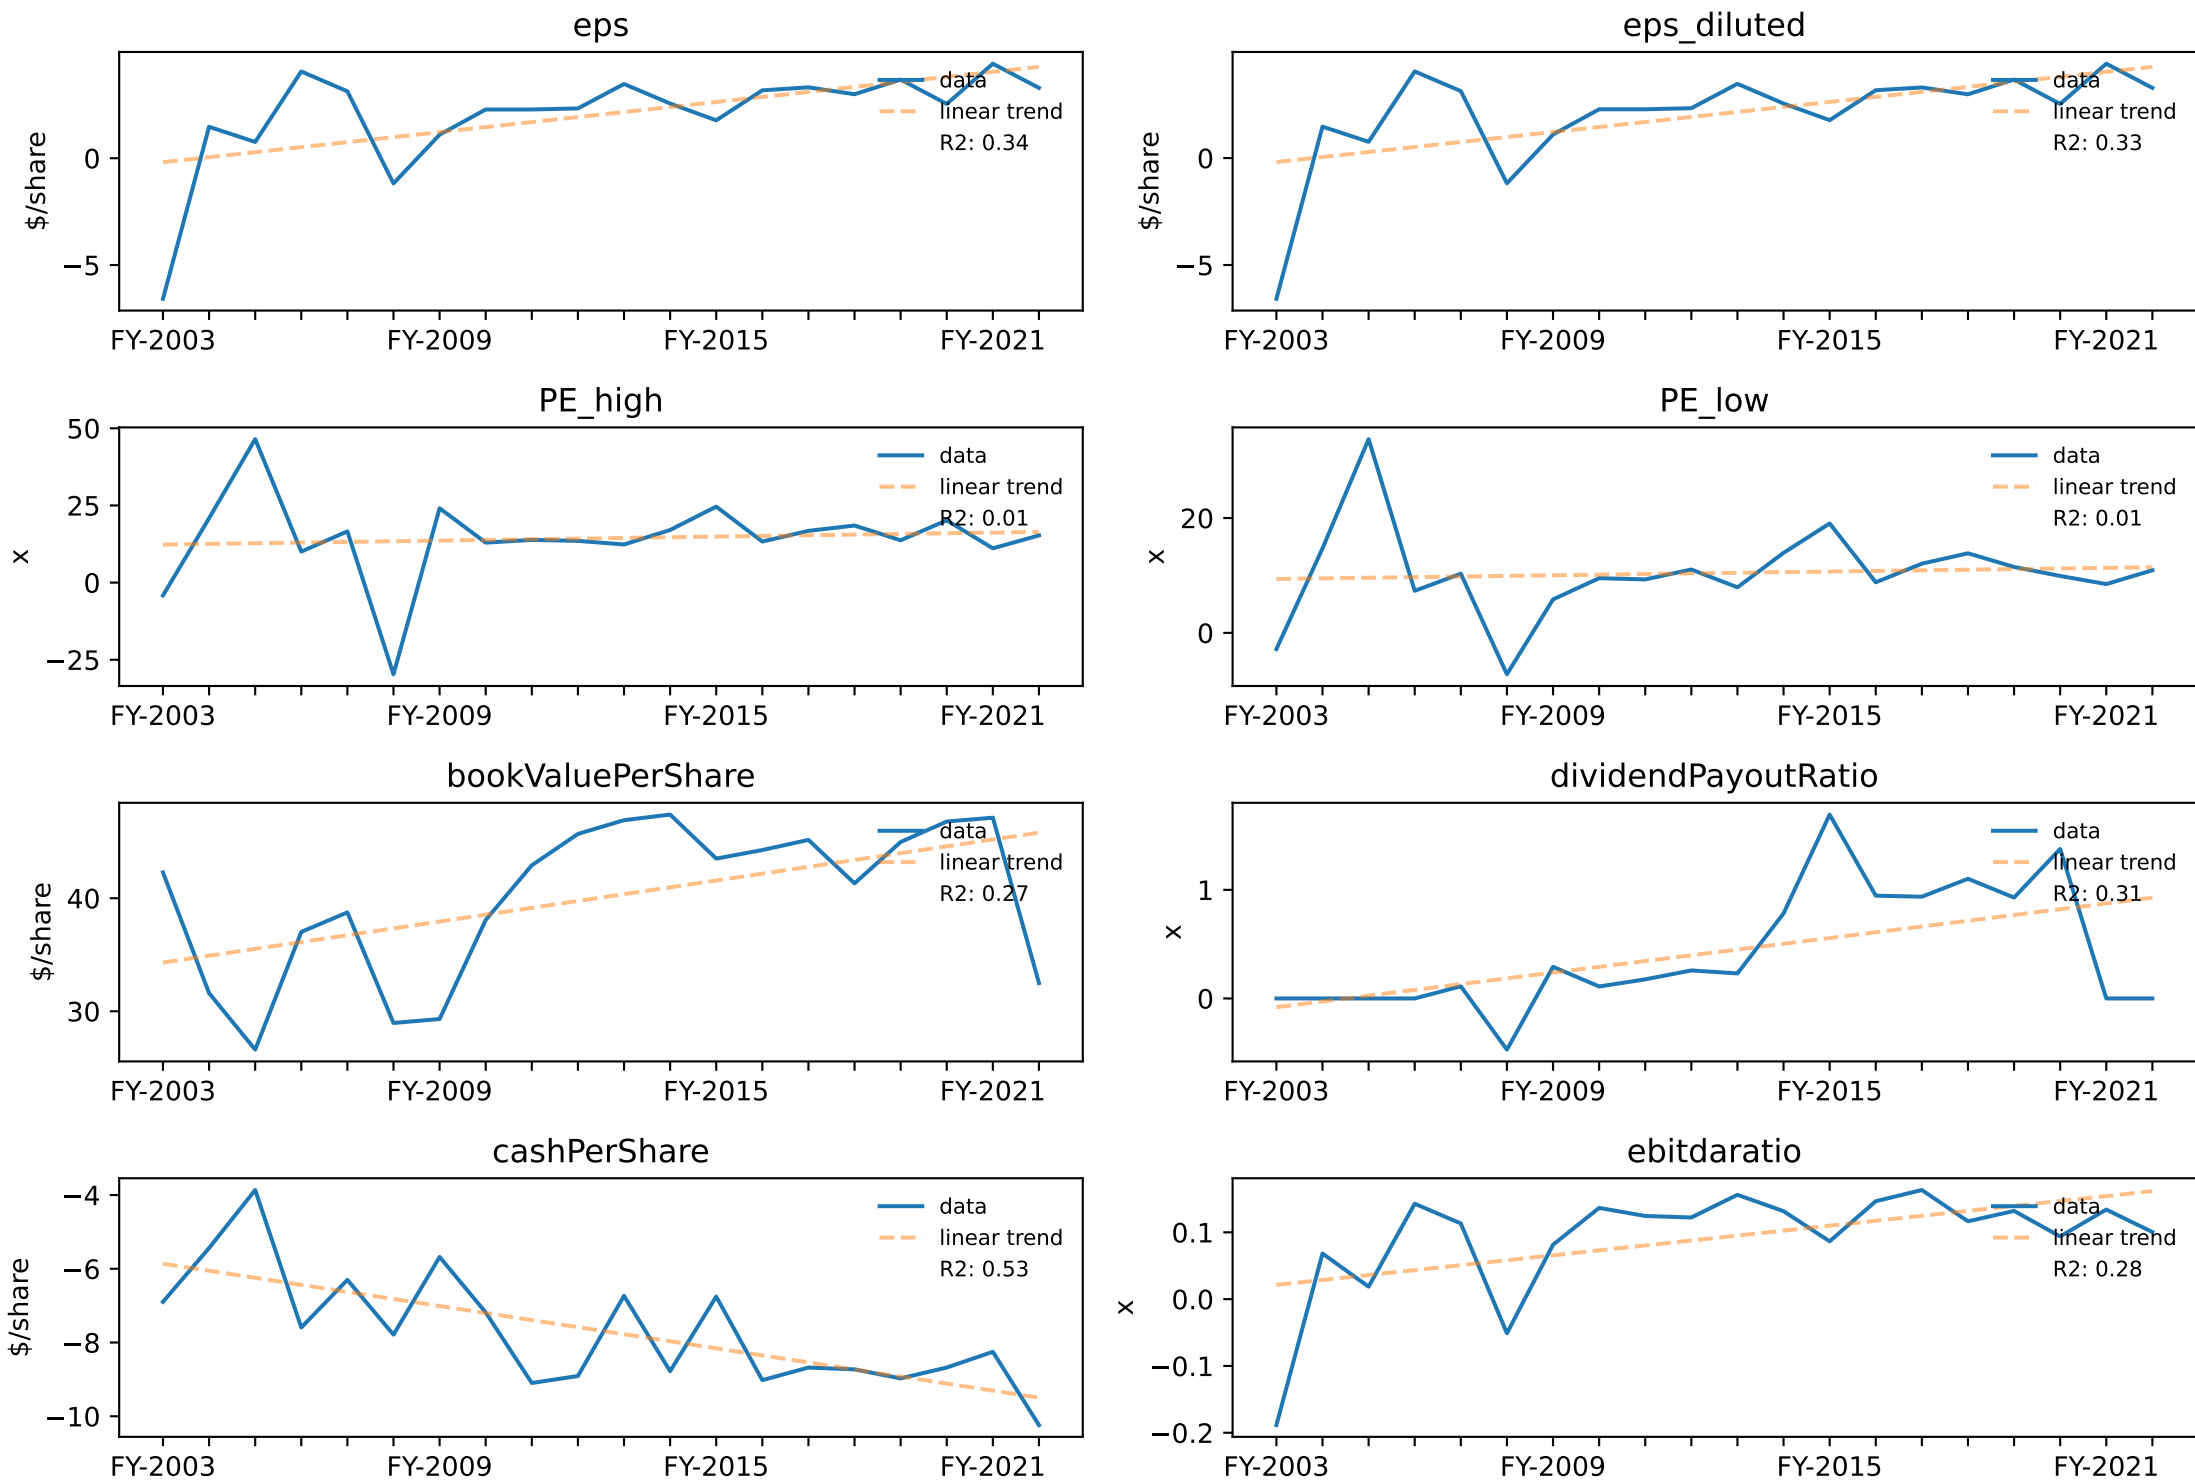 eps
$/share
0
−5
data
linear trend
R2: 0.34
FY-2003 FY-2009 FY-2015 FY-2021
eps_diluted
$/share
0
−5
data
linear trend
R2: 0.33
FY-2003 FY-2009 FY-2015 FY-2021
PE_high
x
50
25
0
−25
data
linear trend
R2: 0.01
FY-2003 FY-2009 FY-2015 FY-2021
PE_low
x
20
0
data
linear trend
R2: 0.01
FY-2003 FY-2009 FY-2015 FY-2021
bookValuePerShare
$/share
40
30
data
linear trend
R2: 0.27
FY-2003 FY-2009 FY-2015 FY-2021
dividendPayoutRatio
x
1
0
data
linear trend
R2: 0.31
FY-2003 FY-2009 FY-2015 FY-2021
cashPerShare
$/share
−4
−6
−8
−10
data
linear trend
R2: 0.53
FY-2003 FY-2009 FY-2015 FY-2021
ebitdaratio
x
0.1
0.0
−0.1
−0.2
data
linear trend
R2: 0.28
FY-2003 FY-2009 FY-2015 FY-2021